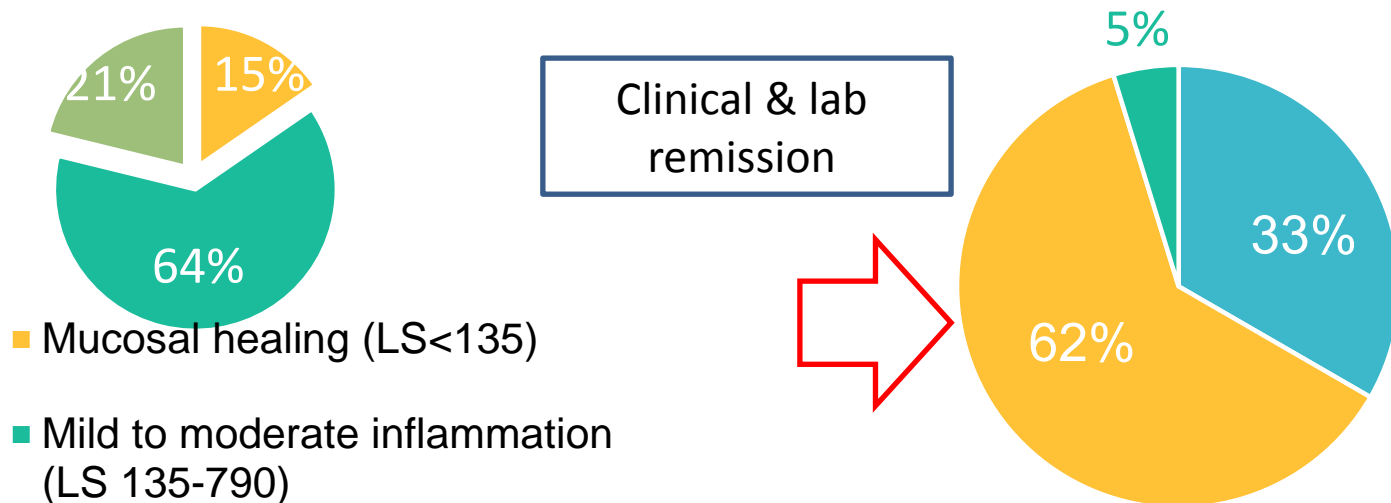 21%
15%
64%
Clinical & lab
remission
5%
33%
62%
Mucosal healing (LS<135)
Mild to moderate inflammation
(LS 135-790)